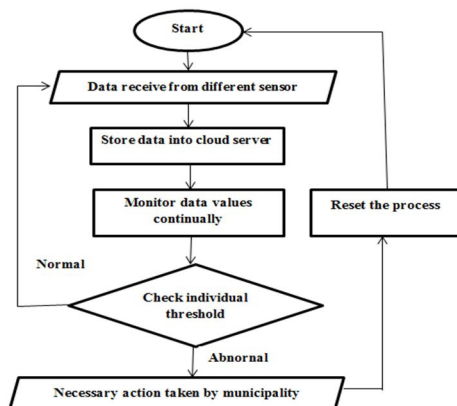 Start
Data receive from different sensor
Store data into cloud server
Monitor data values
continually
Reset the process
Normal
Check individual
threshold
Abnornal
Necessary action taken by municipality